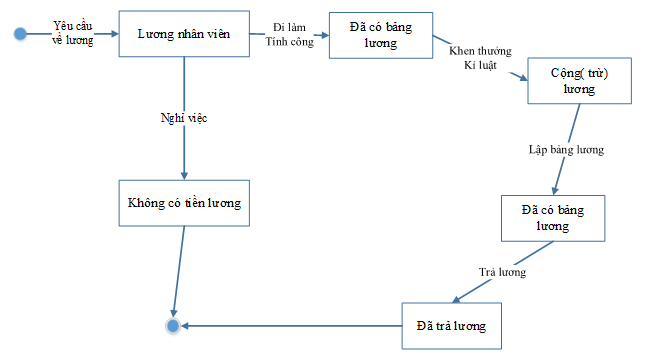 Yêu cầu
về lương
Lương nhân viên
Đi làm
Tính công
Đã có bảng
lương
Khen thưởng
Kỉ luật
Cộng( trừ)
lương
Nghỉ việc
Lập bảng lương
Không có tiền lương
Đã có bảng
lương
Trả lương
Đã trả lương